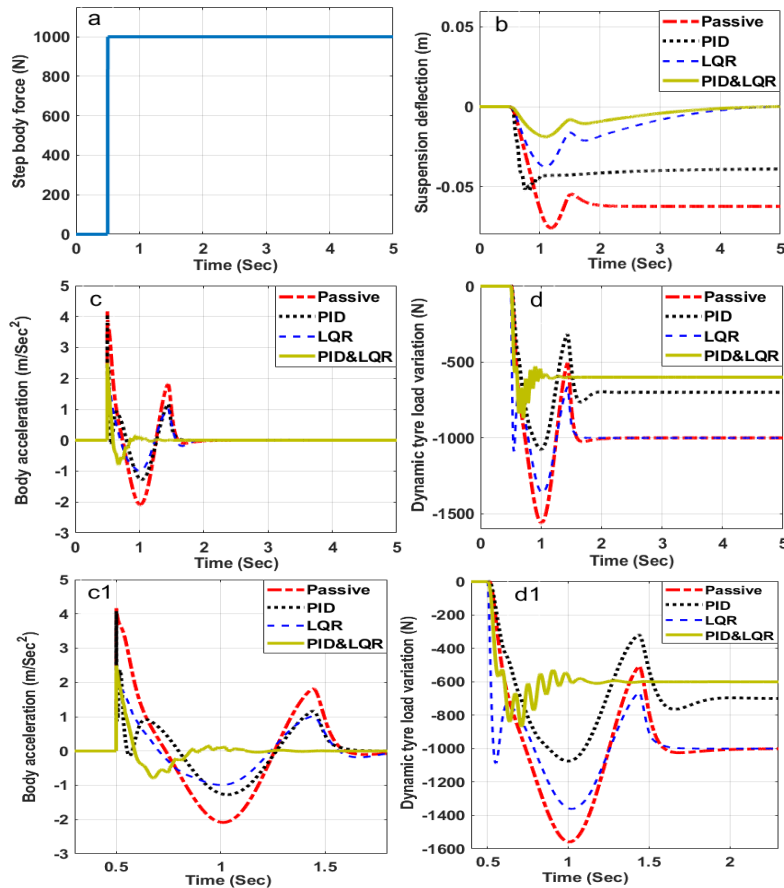 a
1000
800
600
400
200
0
Step body force (N)
0 1 2 3 4 5
Time (Sec)
b
0.06
0
-0.05
Suspension deflection (m)
Passive
PID
LQR
PID&LQR
0 1 2 3 4 5
Time (Sec)
c
5
4
3
2
1
0
-1
-2
-3
Body acceleration (m/Sec²)
Passive
PID
LQR
PID&LQR
0 1 2 3 4 5
Time (Sec)
d
0
-500
-1000
-1500
Dynamic tyre load variation (N)
Passive
PID
LQR
PID&LQR
0 1 2 3 4 5
Time (Sec)
c1
5
4
3
2
1
0
-1
-2
-3
Body acceleration (m/Sec²)
Passive
PID
LQR
PID&LQR
0.5 1 1.5
Time (Sec)
d1
0
-200
-400
-600
-800
-1000
-1200
-1400
-1600
Dynamic tyre load variation (N)
Passive
PID
LQR
PID&LQR
0.5 1 1.5 2
Time (Sec)